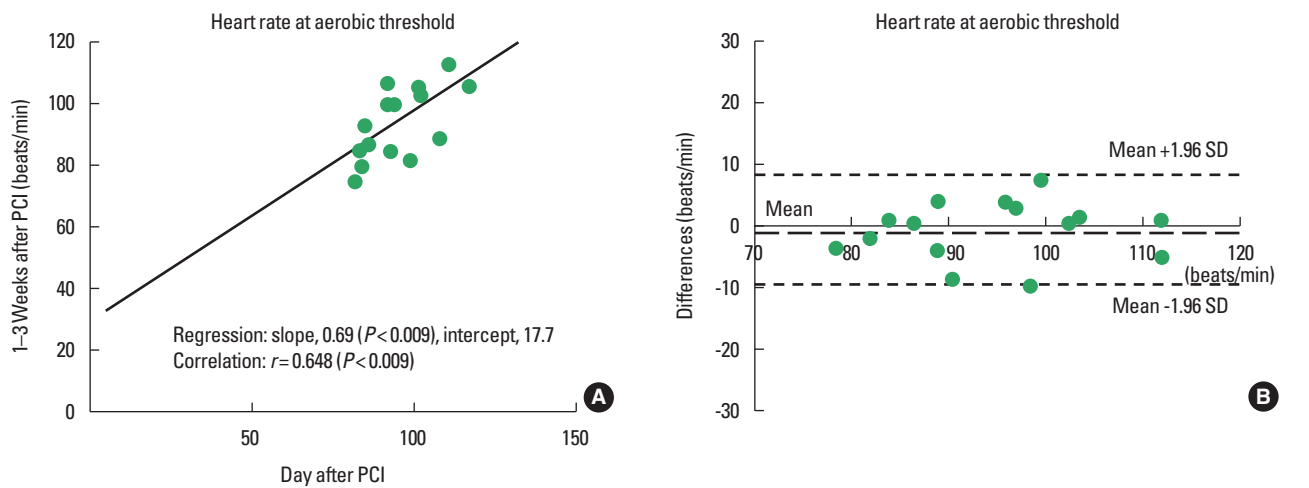 Heart rate at aerobic threshold
120
100
80
60
40
20
0
1–3 Weeks after PCI (beats/min)
Regression: slope, 0.69 (P< 0.009), intercept, 17.7
Correlation: r= 0.648 (P< 0.009)
50
100
150
Day after PCI
A
Heart rate at aerobic threshold
30
20
10
0
-10
-20
-30
Differences (beats/min)
Mean +1.96 SD
Mean
70
80
90
100
110
120
(beats/min)
Mean -1.96 SD
B